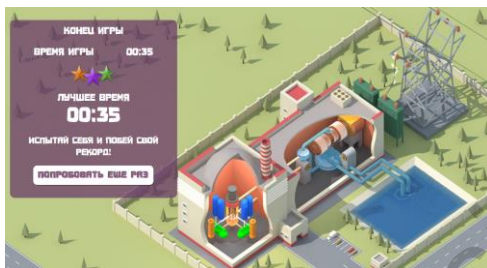 КОНЕЦ ИГРЫ
ВРЕМЯ ИГРЫ 00:35
ЛУЧШЕЕ ВРЕМЯ
00:35
ИСПЫТАЙ СЕБЯ И ПОБЕЙ СВОЙ
РЕКОРД!
ПОПРОБОВАТЬ ЕЩЕ РАЗ